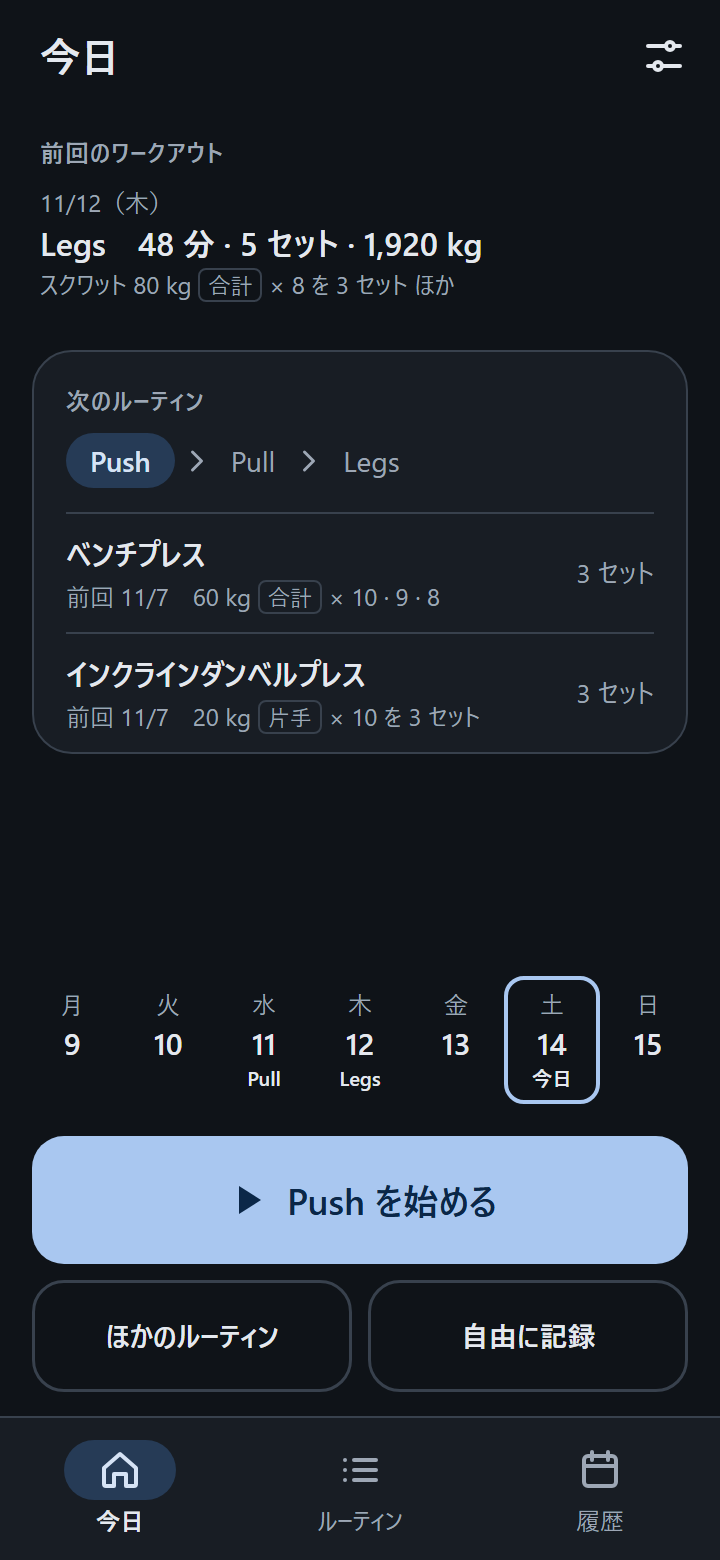 今日
前回のワークアウト
11/12（木）
Legs 48 分 · 5 セット · 1,920 kg
スクワット 80 kg 合計 × 8 を 3 セット ほか
次のルーティン
Push Pull Legs
ベンチプレス
前回 11/7 60 kg 合計 × 10 · 9 · 8
3 セット
インクラインダンベルプレス
前回 11/7 20 kg 片手 × 10 を 3 セット
3 セット
月 火 水 木 金 土 日
9 10 11 12 13 14 15
Pull Legs 今日
Push を始める
ほかのルーティン 自由に記録
今日 ルーティン 履歴